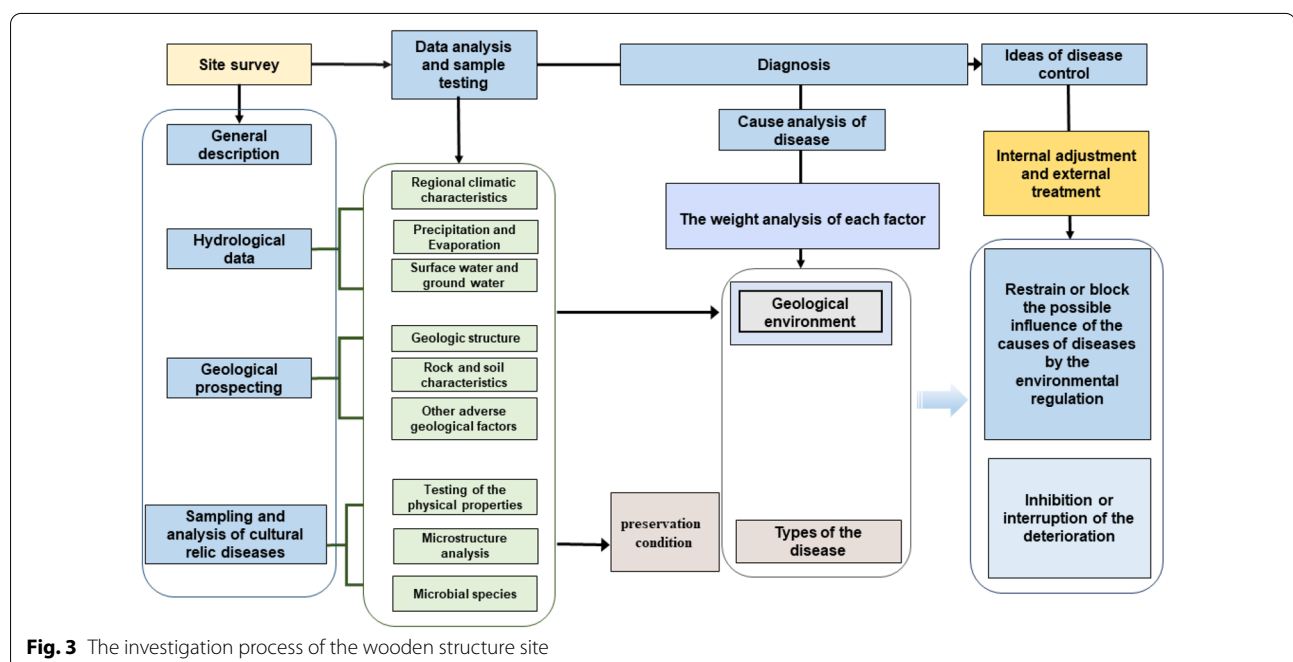 Site survey
Data analysis
and sample
testing
Diagnosis
Ideas of disease
control
General
description
Hydrological
data
Geological
prospecting
Sampling and
analysis of cultural
relic diseases
Regional climatic
characteristics
Precipitation and
Evaporation
Surface water and
ground water
Geologic structure
Rock and soil
characteristics
Other adverse
geological factors
Testing of the
physical properties
Microstructure
analysis
Microbial species
preservation
condition
Cause analysis of
disease
The weight analysis of each factor
Geological
environment
Types of the
disease
Internal adjustment
and external
treatment
Restrain or block
the possible
influence of the
causes of diseases
by the
environmental
regulation
Inhibition or
interruption of the
deterioration
Fig. 3 The investigation process of the wooden structure site